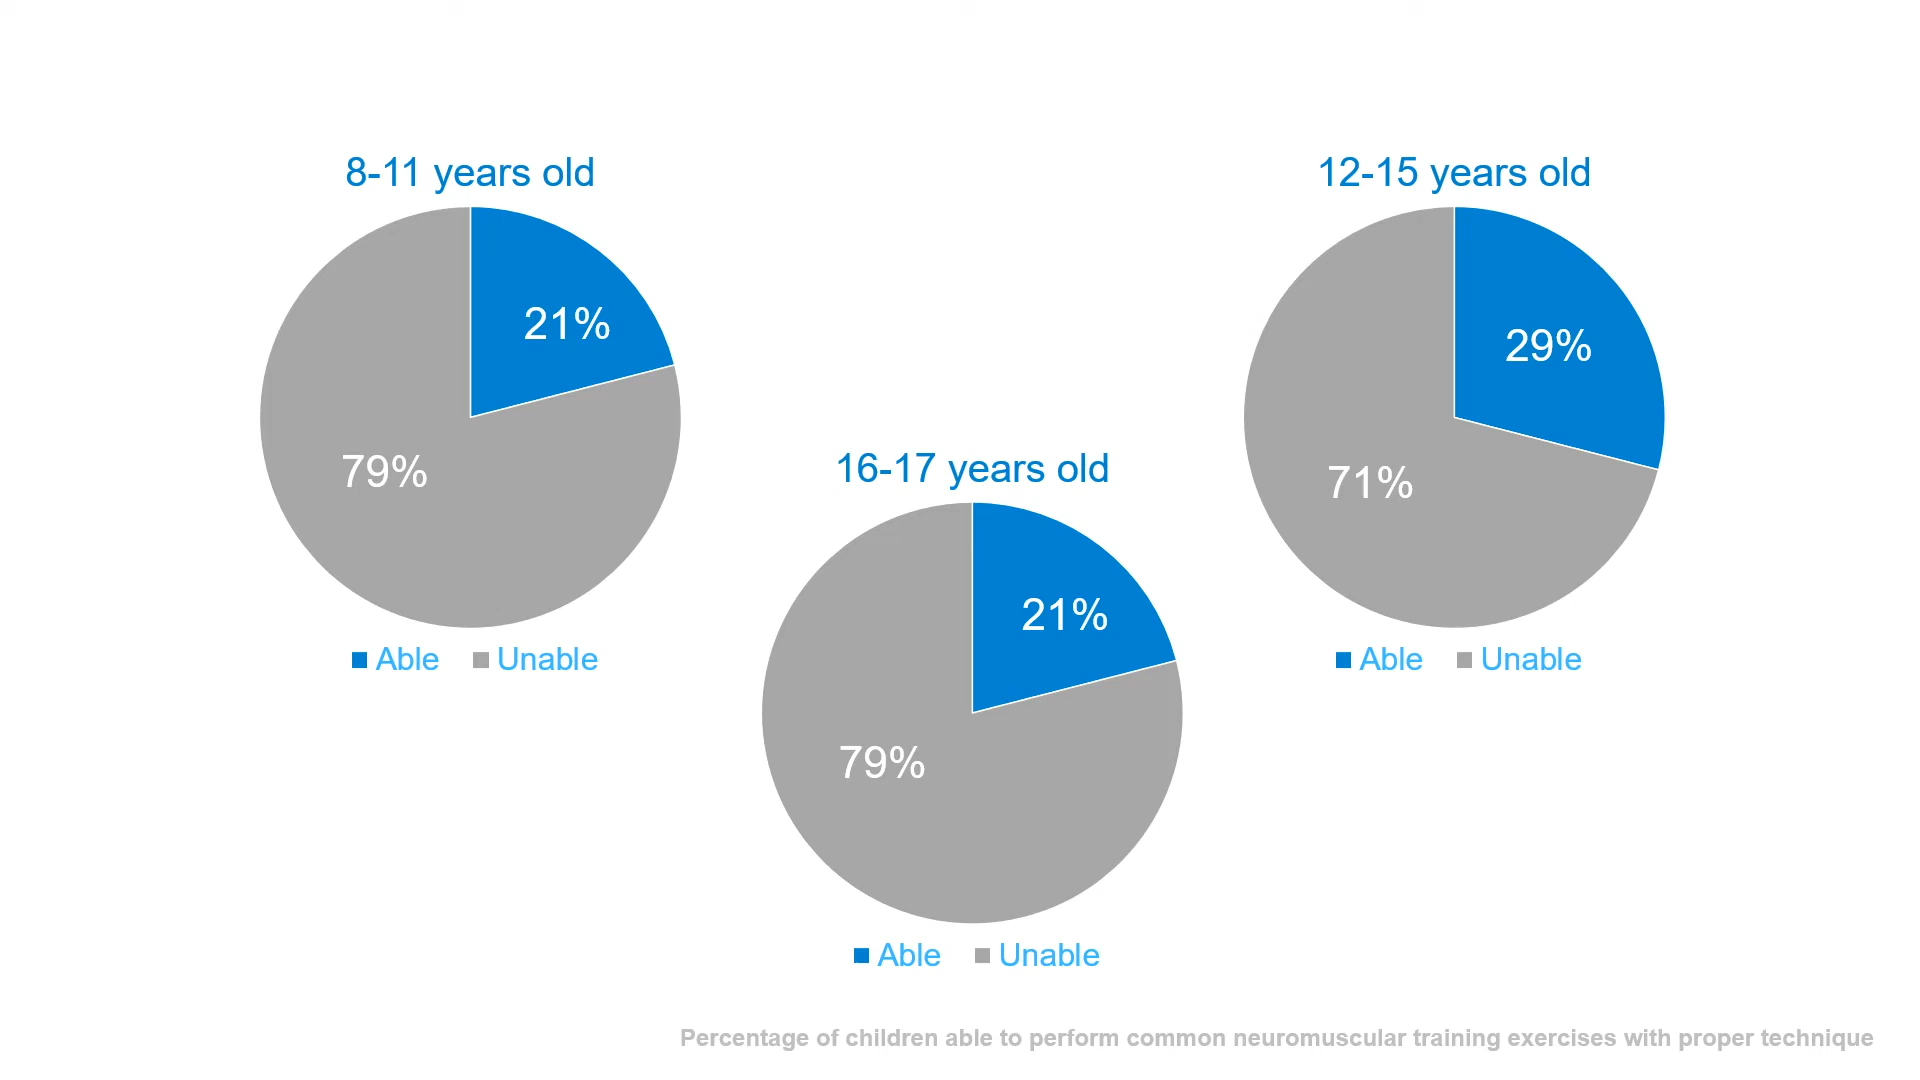 8-11 years old
21%
79%
Able Unable
12-15 years old
29%
71%
Able Unable
16-17 years old
21%
79%
Able Unable
Percentage of children able to perform common neuromuscular training exercises with proper technique